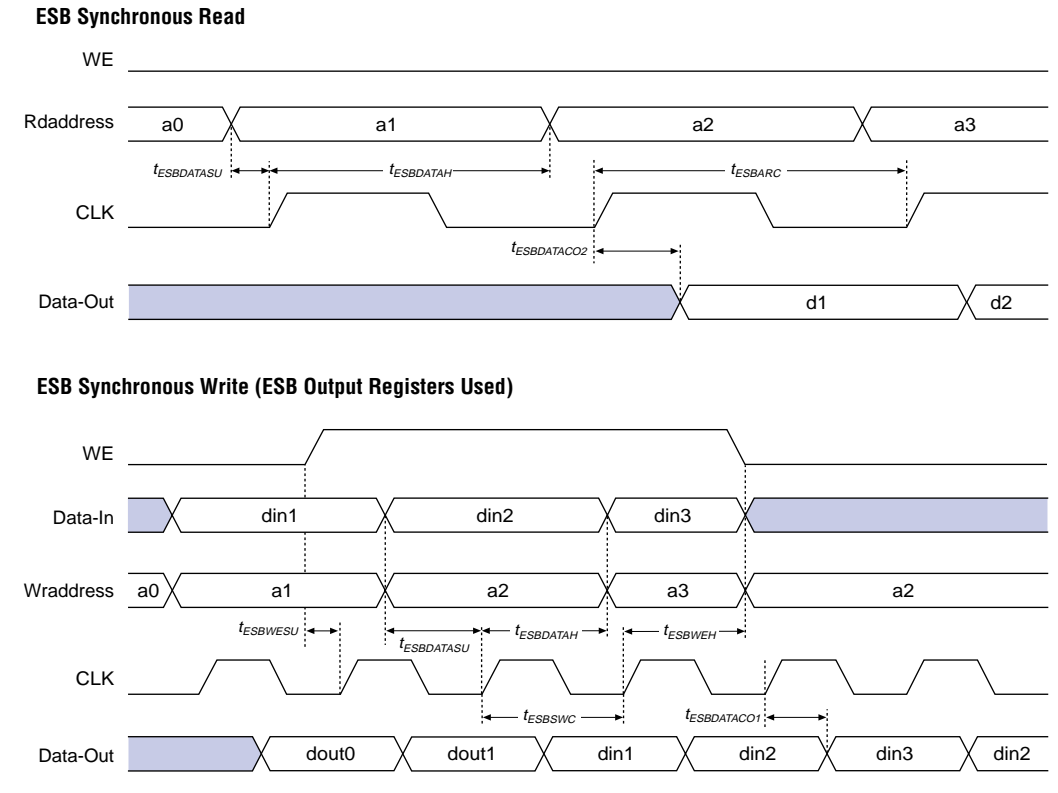 ESB Synchronous Read
WE
Rdaddress a0 a1 a2 a3
tESBDATASU tESBDATAH tESBARC
CLK
tESBDATACO2
Data-Out d1 d2
ESB Synchronous Write (ESB Output Registers Used)
WE
Data-In din1 din2 din3
Wraddress a0 a1 a2 a3 a2
tESBWESU tESBDATASU tESBDATAH tESBWEH
CLK
tESBSWC tESBDATACO1
Data-Out dout0 dout1 din1 din2 din3 din2